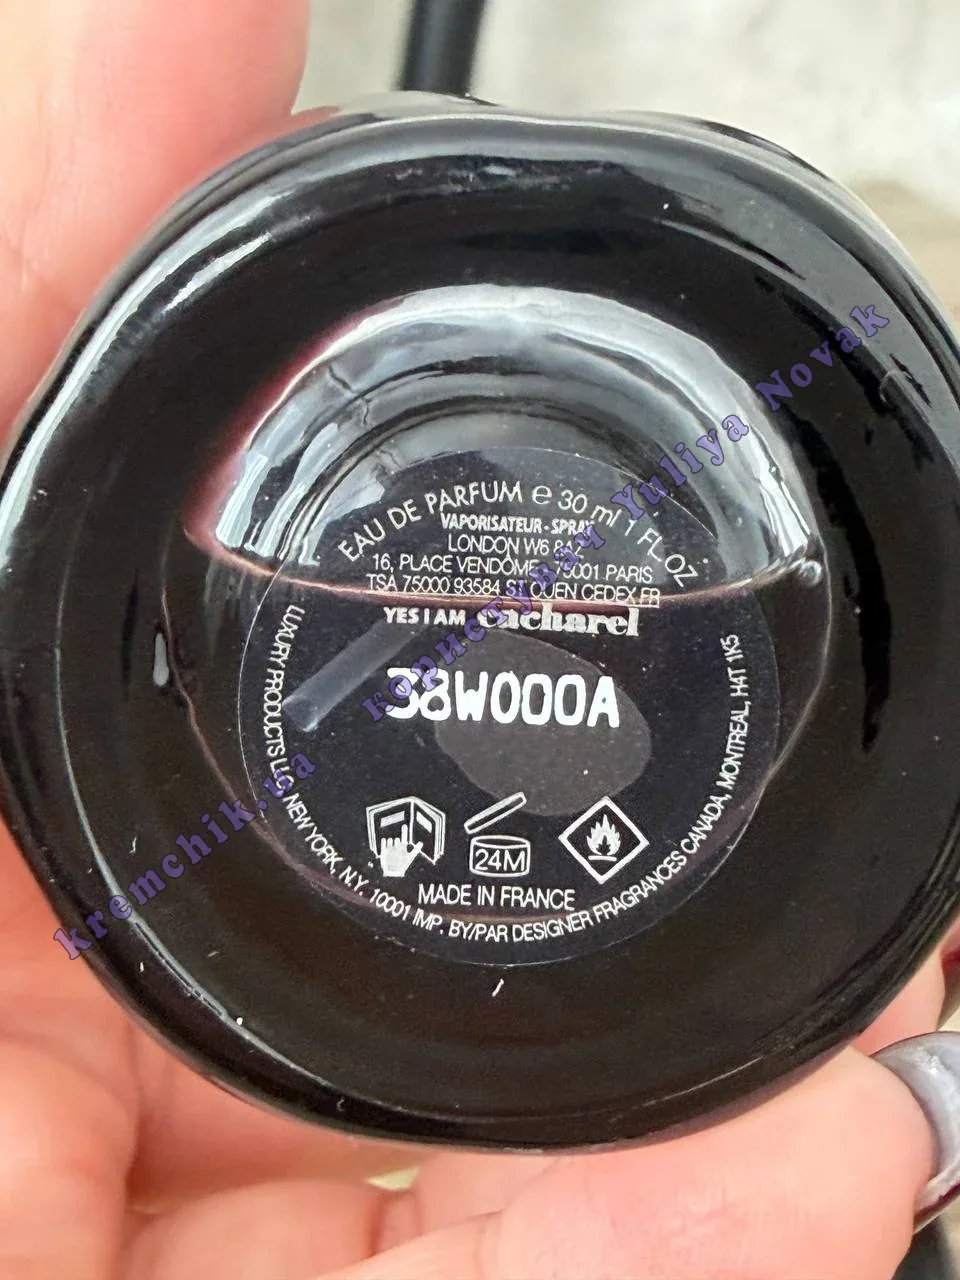 EAU DE PARFUM e 30 ml 1 FL OZ
VAPORISATEUR - SPRAY
LONDON W6 8AZ
16, PLACE VENDOME, 75001 PARIS
TSA 75000 93584 ST OUEN CEDEX FR
YES I AM cacharel
38W000A
24M
MADE IN FRANCE
LUXURY PRODUCTS LLC NEW YORK, N.Y. 10001 IMP. BY/PAR DESIGNER FRAGRANCES CANADA, MONTREAL, H4T 1K5
kremchik.ua користувач Yuliya Novak